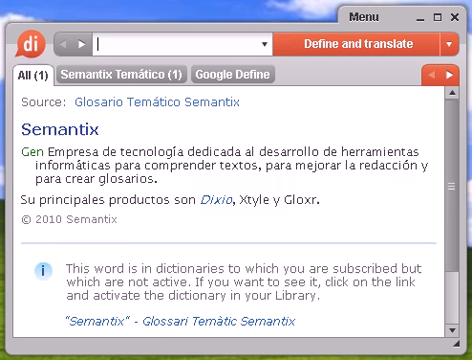 Menu
di
Define and translate
All (1)
Semantix Temático (1)
Google Define
Source: Glosario Temático Semantix
Semantix
Gen Empresa de tecnología dedicada al desarrollo de herramientas
informáticas para comprender textos, para mejorar la redacción y
para crear glosarios.
Su principales productos son Dixio, Xtyle y Gloxr.
© 2010 Semantix
i
This word is in dictionaries to which you are subscribed but
which are not active. If you want to see it, click on the link
and activate the dictionary in your Library.
"Semantix" - Glossari Temàtic Semantix